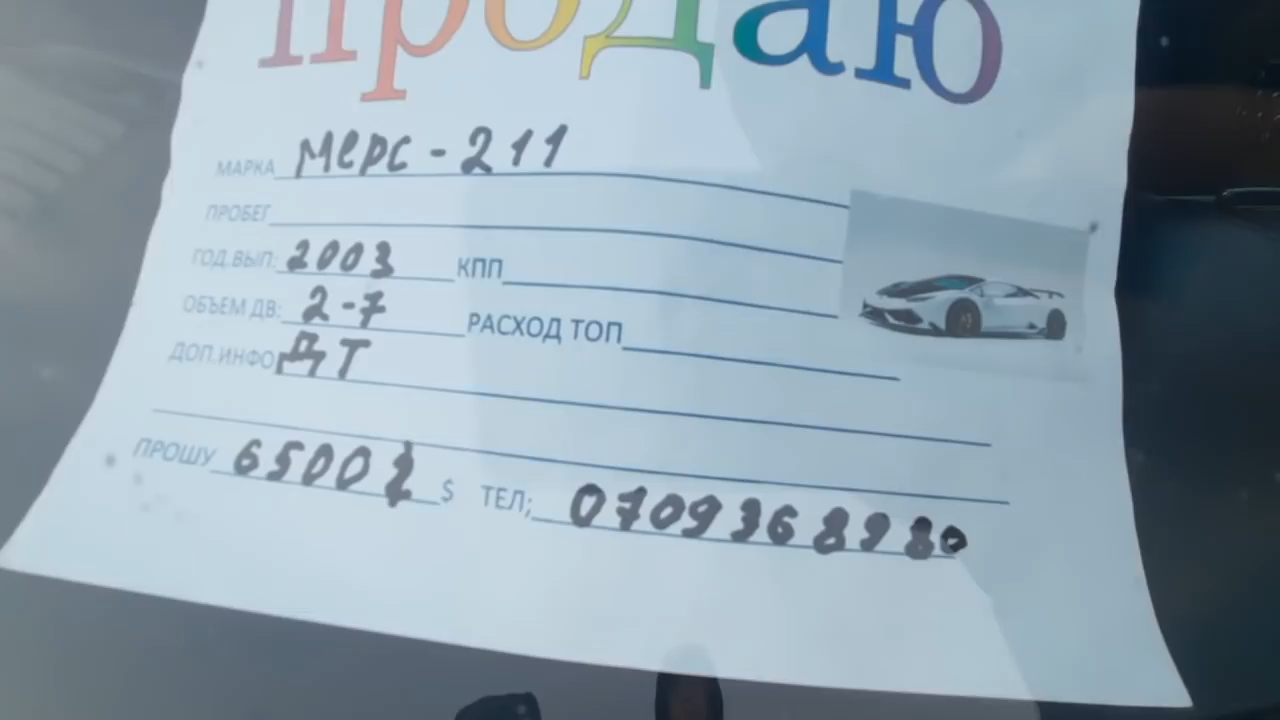 продаю
МАРКА Мерс - 211
ПРОБЕГ
ГОД.ВЫП: 2003 КПП
ОБЪЕМ ДВ: 2-7 РАСХОД ТОП
ДОП.ИНФО ДТ
ПРОШУ 6500 $ $ ТЕЛ; 0709368980